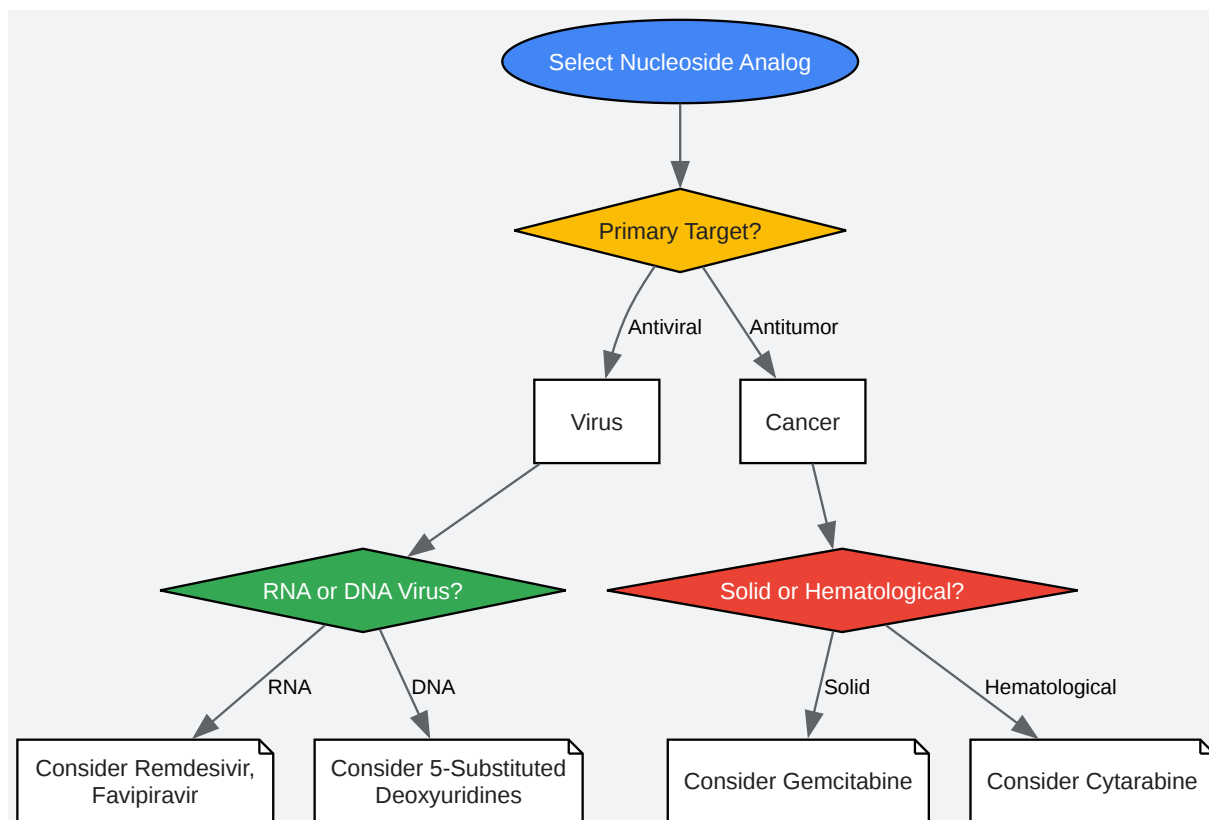 Select Nucleoside Analog
Primary Target?
Antiviral
Antitumor
Virus
Cancer
RNA or DNA Virus?
Solid or Hematological?
RNA
DNA
Solid
Hematological
Consider Remdesivir,
Favipiravir
Consider 5-Substituted
Deoxyuridines
Consider Gemcitabine
Consider Cytarabine